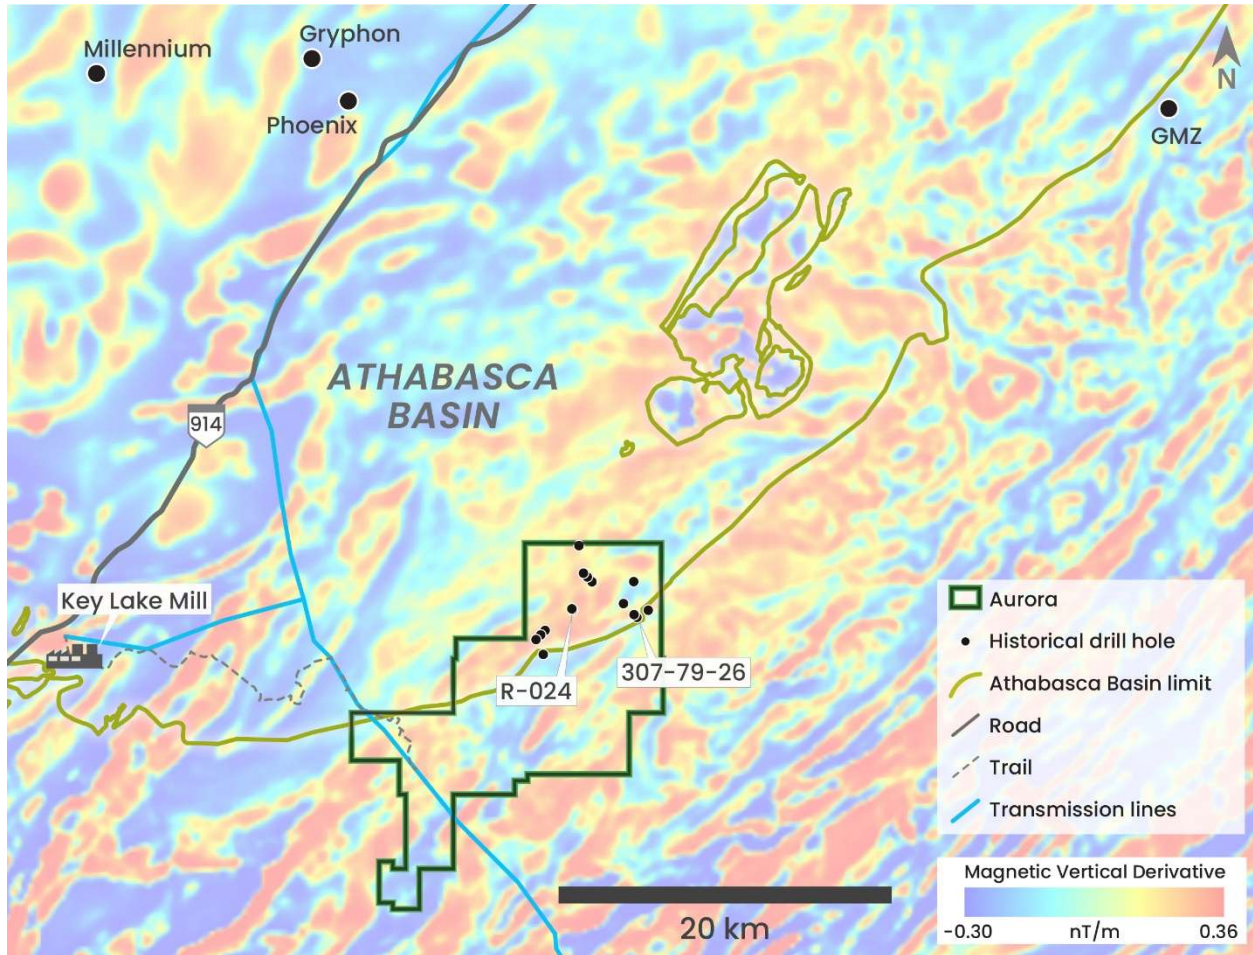 Millennium
Gryphon
Phoenix
GMZ
N
ATHABASCA
BASIN
914
Key Lake Mill
R-024
307-79-26
Aurora
Historical drill hole
Athabasca Basin limit
Road
Trail
Transmission lines
Magnetic Vertical Derivative
-0.30 nT/m 0.36
20 km